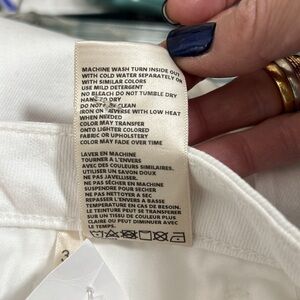 MACHINE WASH TURN INSIDE OUT
WITH COLD WATER SEPARATELY OR
WITH SIMILAR COLORS
USE MILD DETERGENT
NO BLEACH DO NOT TUMBLE DRY
HANG TO DRY
DO NOT DRY CLEAN
IRON ON REVERSE WITH LOW HEAT
WHEN NEEDED
COLOR MAY TRANSFER
ONTO LIGHTER COLORED
FABRIC OR UPHOLSTERY
COLOR MAY FADE OVER TIME
LAVER EN MACHINE
TOURNER À L'ENVERS
AVEC DES COULEURS SIMILAIRES.
UTILISER UN SAVON DOUX
NE PAS JAVELLISER.
NE PAS SÉCHER EN MACHINE
SUSPENDRE POUR SÉCHER
NE PAS NETTOYER À SEC
REPASSER L'ENVERS À BASSE
TEMPÉRATURE EN CAS DE BESOIN.
LE TEINTURE PEUT SE TRANSFÉRER
SUR UN TISSU DE COULEUR PLUS
CLAIRE OU PEUT DIMINUER AVEC
LE TEMPS.